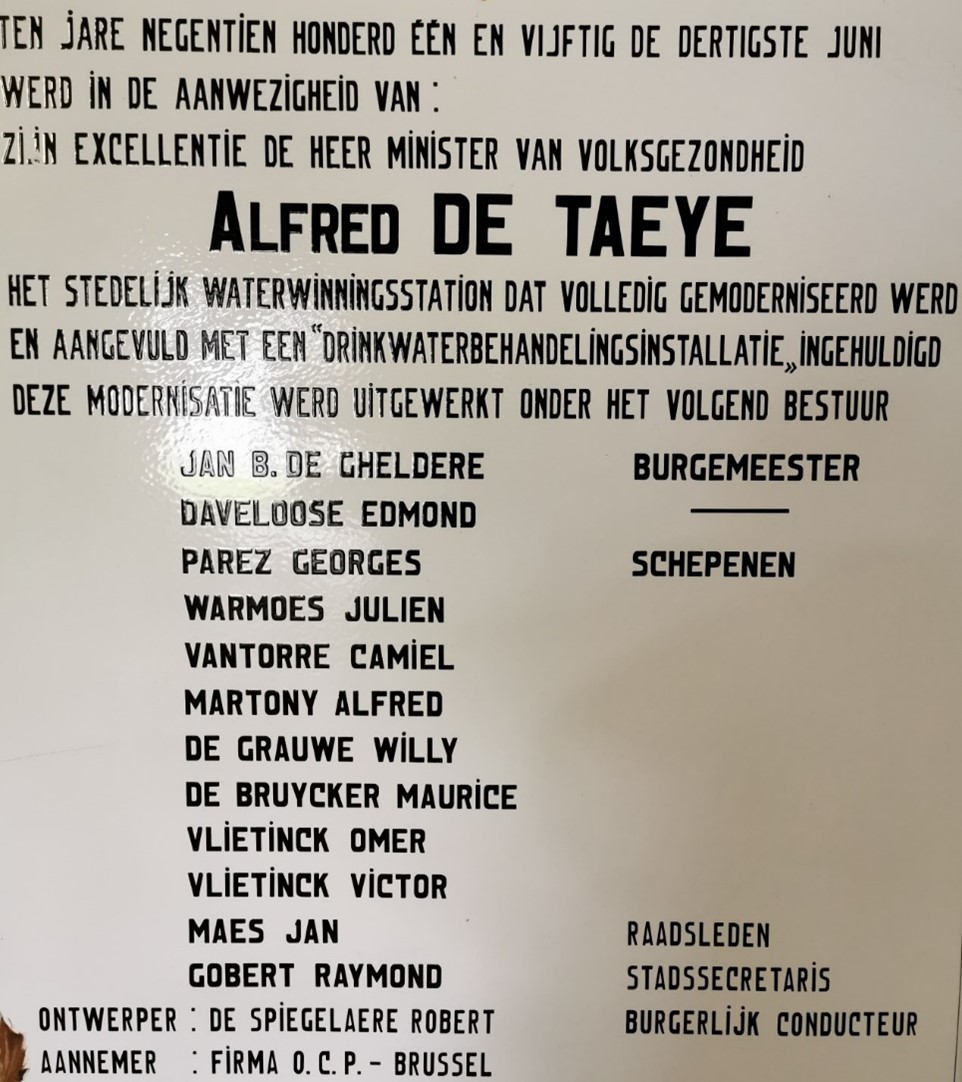 TEN JARE NEGENTIEN HONDERD ÉÉN EN VIJFTIG DE DERTIGSTE JUNI
WERD IN DE AANWEZIGHEID VAN :
ZIJN EXCELLENTIE DE HEER MINISTER VAN VOLKSGEZONDHEID
ALFRED DE TAEYE
HET STEDELIJK WATERWINNINGSSTATION DAT VOLLEDIG GEMODERNISEERD WERD
EN AANGEVULD MET EEN “DRINKWATERBEHANDELINGSINSTALLATIE„ INGEHULDIGD
DEZE MODERNISATIE WERD UITGEWERKT ONDER HET VOLGEND BESTUUR
JAN B. DE GHELDERE BURGEMEESTER
DAVELOOSE EDMOND —
PAREZ GEORGES SCHEPENEN
WARMOES JULIEN
VANTORRE CAMIEL
MARTONY ALFRED
DE GRAUWE WILLY
DE BRUYCKER MAURICE
VLIETINCK OMER
VLIETINCK VICTOR
MAES JAN RAADSLEDEN
GOBERT RAYMOND STADSSECRETARIS
ONTWERPER : DE SPIEGELAERE ROBERT BURGERLIJK CONDUCTEUR
AANNEMER : FIRMA O.C.P. - BRUSSEL